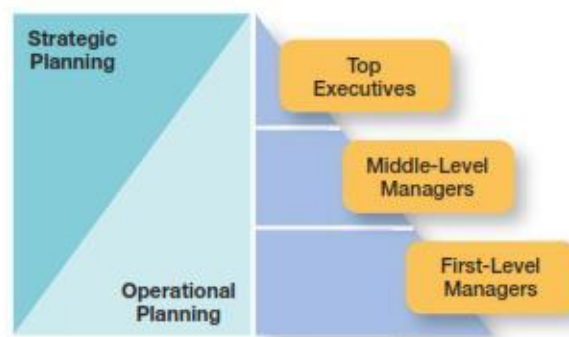 Strategic
Planning
Top
Executives
Middle-Level
Managers
First-Level
Managers
Operational
Planning